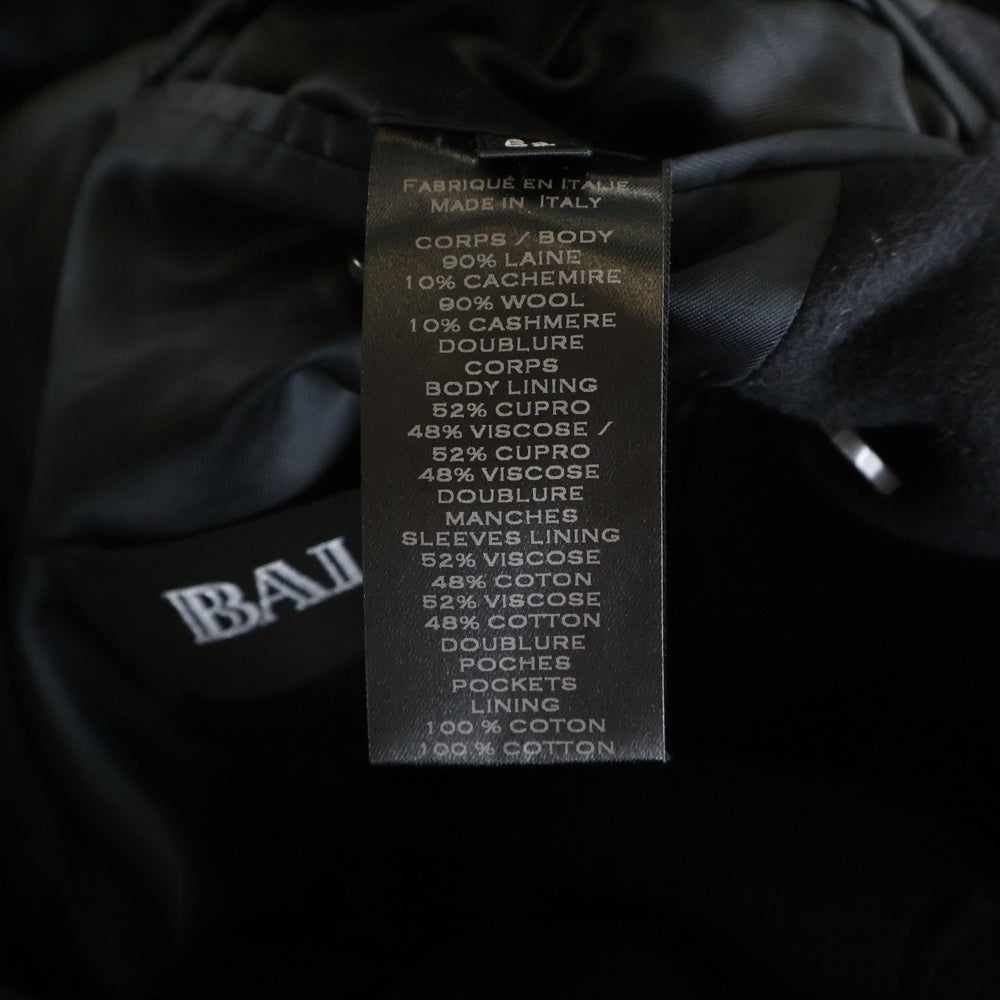 FABRIQUÉ EN ITALIE
MADE IN ITALY
CORPS / BODY
90% LAINE
10% CACHEMIRE
90% WOOL
10% CASHMERE
DOUBLURE
CORPS
BODY LINING
52% CUPRO
48% VISCOSE /
52% CUPRO
48% VISCOSE
DOUBLURE
MANCHES
SLEEVES LINING
52% VISCOSE
48% COTON
52% VISCOSE
48% COTTON
DOUBLURE
POCHES
POCKETS
LINING
100 % COTON
100 % COTTON